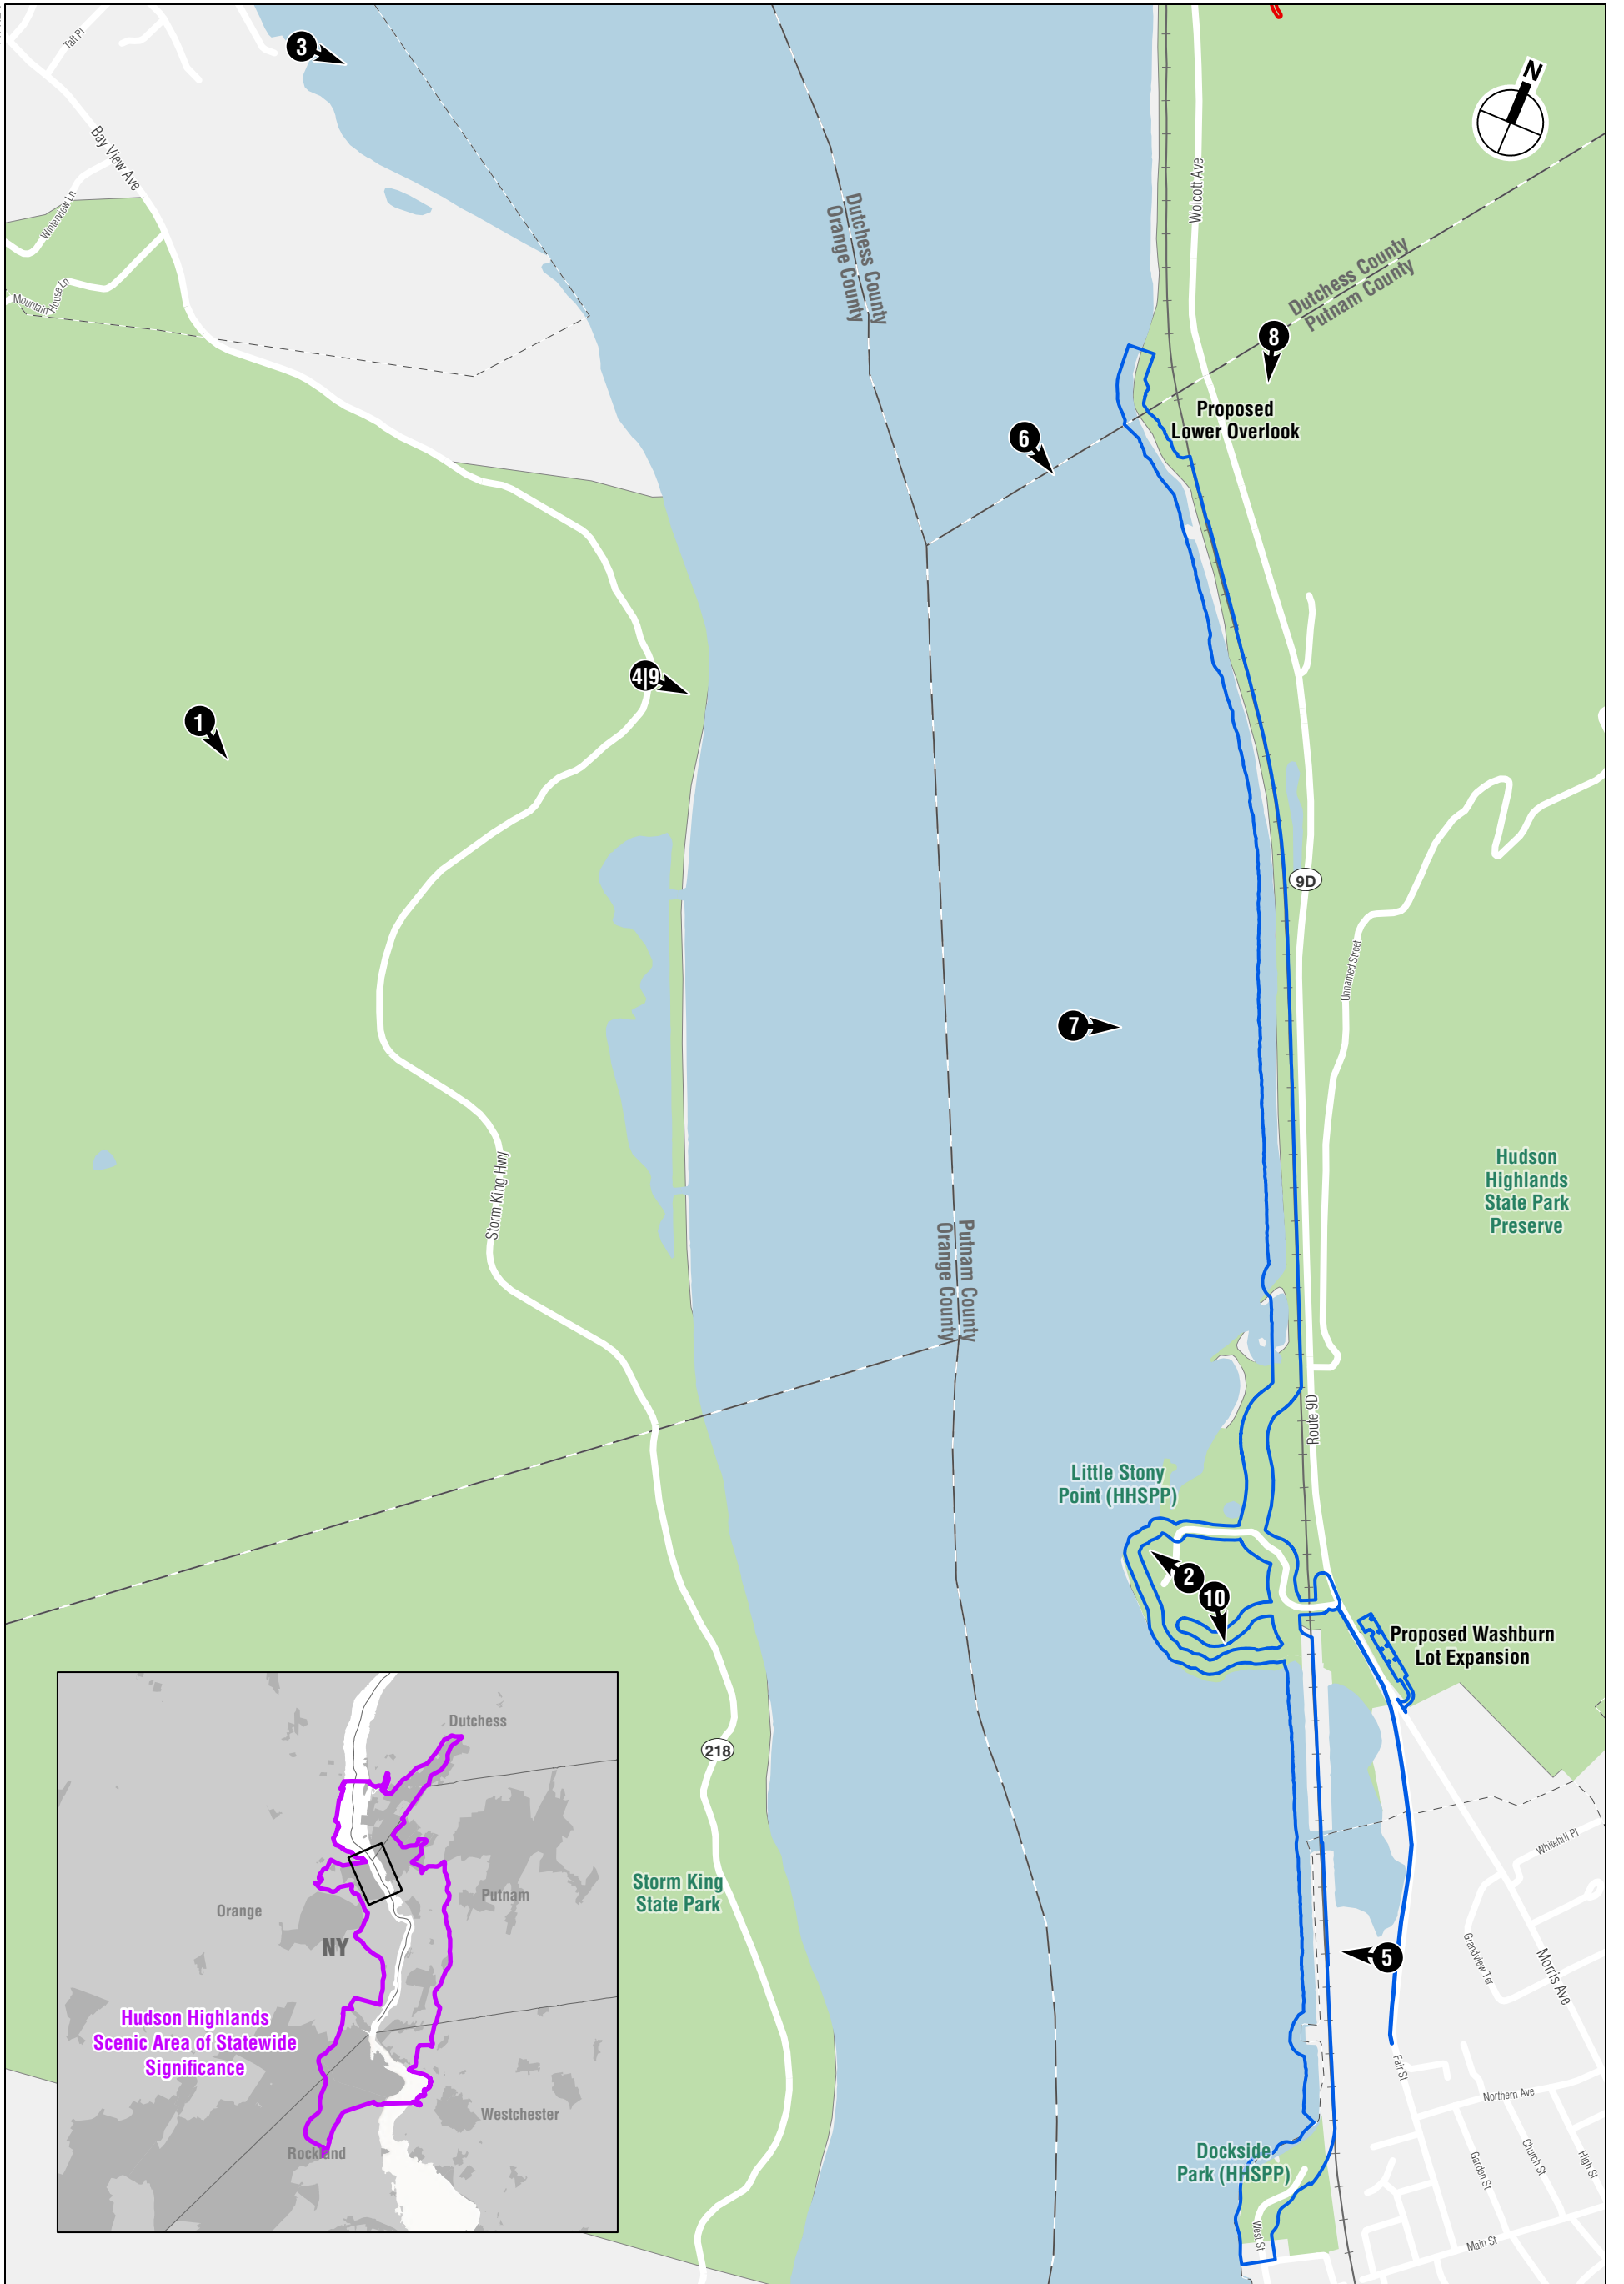 Taft Pl
3
N
Bay View Ave
Wolcott Ave
Winterview Ln
Dutchess County
Orange County
Dutchess County
Putnam County
Mountain House Ln
8
Proposed
Lower Overlook
6
4|9
1
9D
Unnamed Street
7
Hudson
Highlands
State Park
Preserve
Storm King Hwy
Putnam County
Orange County
Route 9D
Little Stony
Point (HHSPP)
2
10
Proposed Washburn
Lot Expansion
218
Whitehill Pl
Storm King
State Park
5
Grandview Ter
Morris Ave
Fair St
Northern Ave
Dockside
Park (HHSPP)
Garden St
Church St
High St
West St
Main St
Dutchess
Orange
Putnam
NY
Hudson Highlands
Scenic Area of Statewide
Significance
Westchester
Rockland